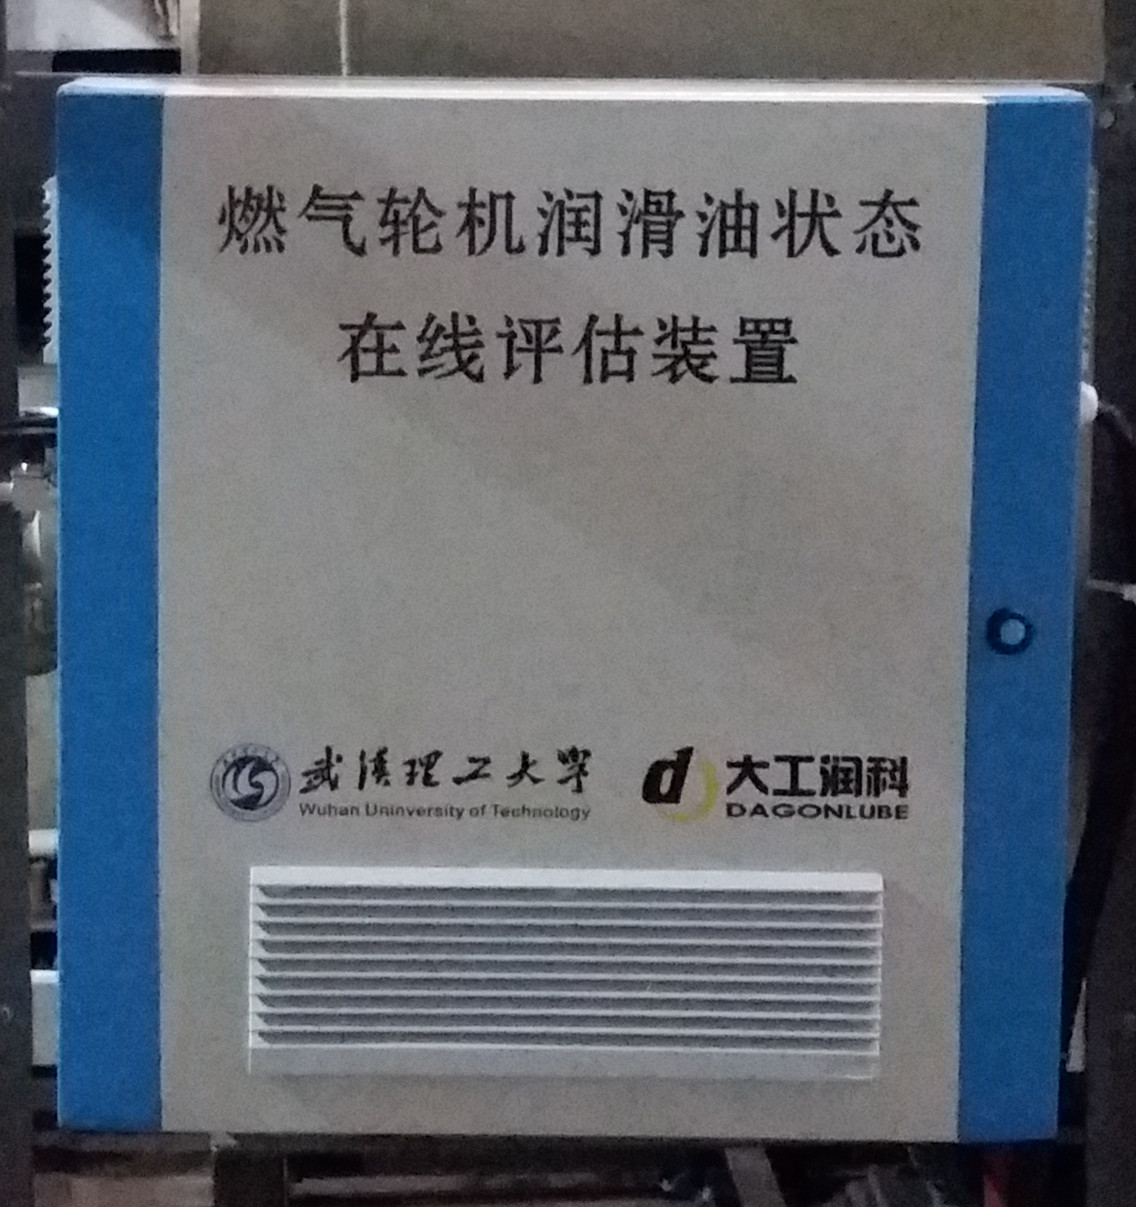 燃气轮机润滑油状态
在线评估装置
武汉理工大学
Wuhan Uninversity of Technology
d
大工润科
DAGONLUBE